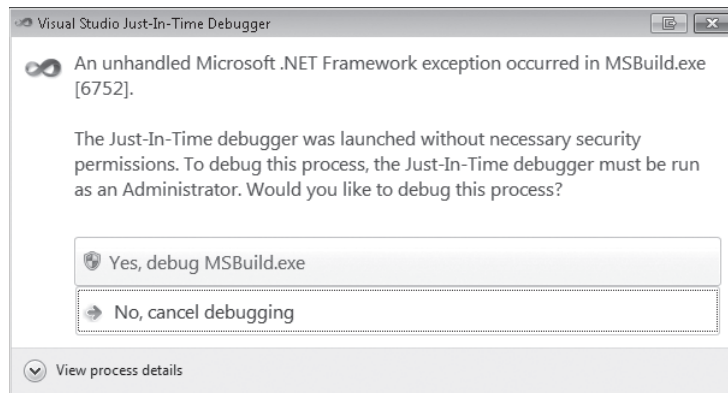 Visual Studio Just-In-Time Debugger
An unhandled Microsoft .NET Framework exception occurred in MSBuild.exe
[6752].
The Just-In-Time debugger was launched without necessary security
permissions. To debug this process, the Just-In-Time debugger must be run
as an Administrator. Would you like to debug this process?
Yes, debug MSBuild.exe
No, cancel debugging
View process details